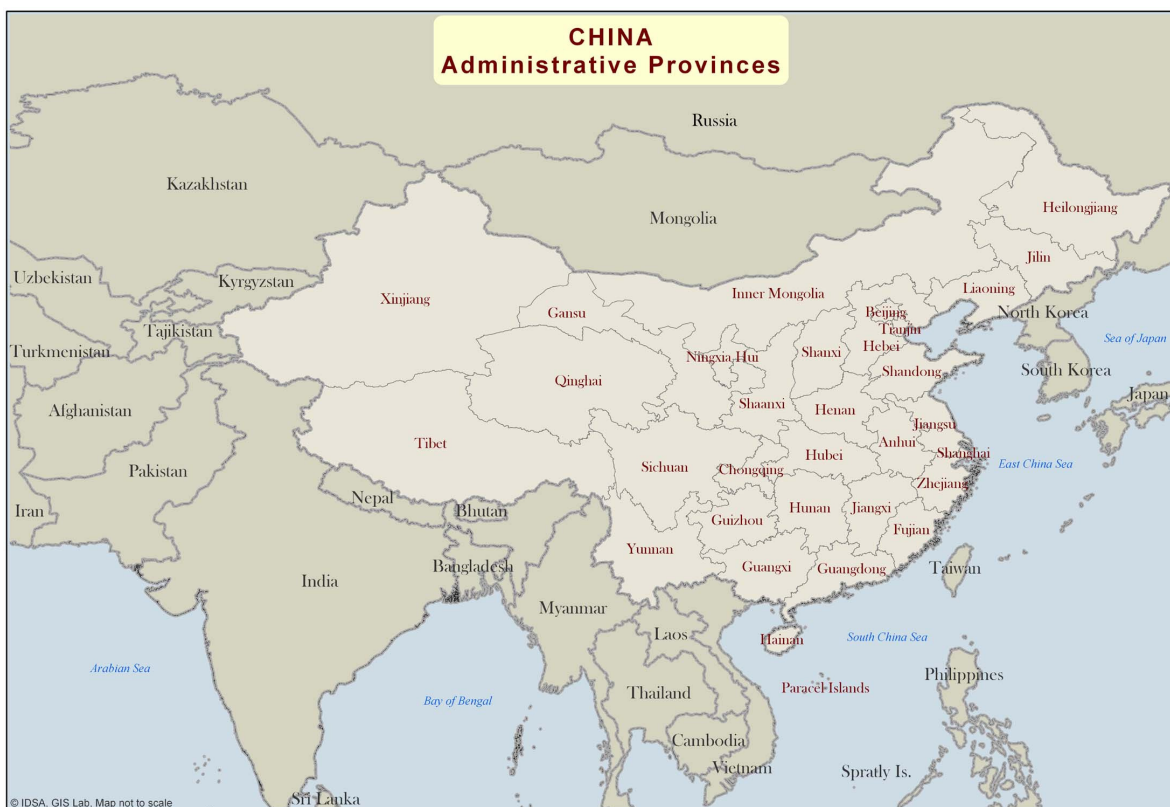 CHINA
Administrative Provinces
Russia
Kazakhstan
Mongolia
Heilongjiang
Jilin
Uzbekistan
Kyrgyzstan
Xinjiang
Inner Mongolia
Liaoning
Gansu
Beijing
North Korea
Tajikistan
Tianjin
Sea of Japan
Turkmenistan
Ningxia Hui
Shanxi
Hebei
Shandong
South Korea
Qinghai
Japan
Afghanistan
Shaanxi
Henan
Jiangsu
Tibet
Anhui
Hubei
Shanghai
Pakistan
Sichuan
Chongqing
East China Sea
Zhejiang
Nepal
Iran
Bhutan
Hunan
Jiangxi
Guizhou
Fujian
Yunnan
Bangladesh
Guangxi
Guangdong
Taiwan
India
Myanmar
Laos
Hainan
South China Sea
Arabian Sea
Philippines
Paracel Islands
Thailand
Bay of Bengal
Cambodia
Vietnam
Spratly Is.
Sri Lanka
© IDSA, GIS Lab. Map not to scale